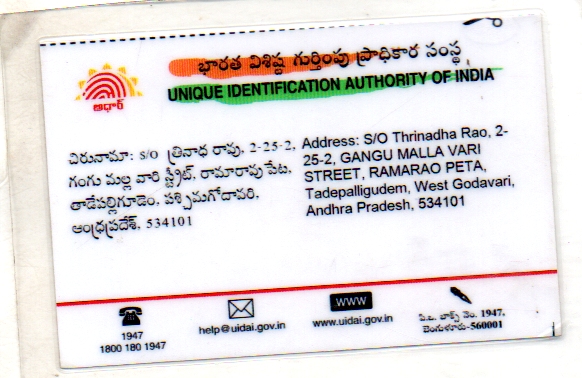 భారత విశిష్ట గుర్తింపు ప్రాధికార సంస్థ
UNIQUE IDENTIFICATION AUTHORITY OF INDIA
ఆధార్
చిరునామా: S/O త్రినాధ రావు, 2-25-2,
గంగు మల్ల వారి స్ట్రీట్, రామారావు పేట,
తాడేపల్లిగూడెం, పశ్చిమగోదావరి,
ఆంధ్రప్రదేశ్, 534101
Address: S/O Thrinadha Rao, 2-
25-2, GANGU MALLA VARI
STREET, RAMARAO PETA,
Tadepalligudem, West Godavari,
Andhra Pradesh, 534101
1947
1800 180 1947
help@uidai.gov.in
WWW
www.uidai.gov.in
పి.బి. బాక్స్ నెం. 1947,
బెంగుళూరు-560001